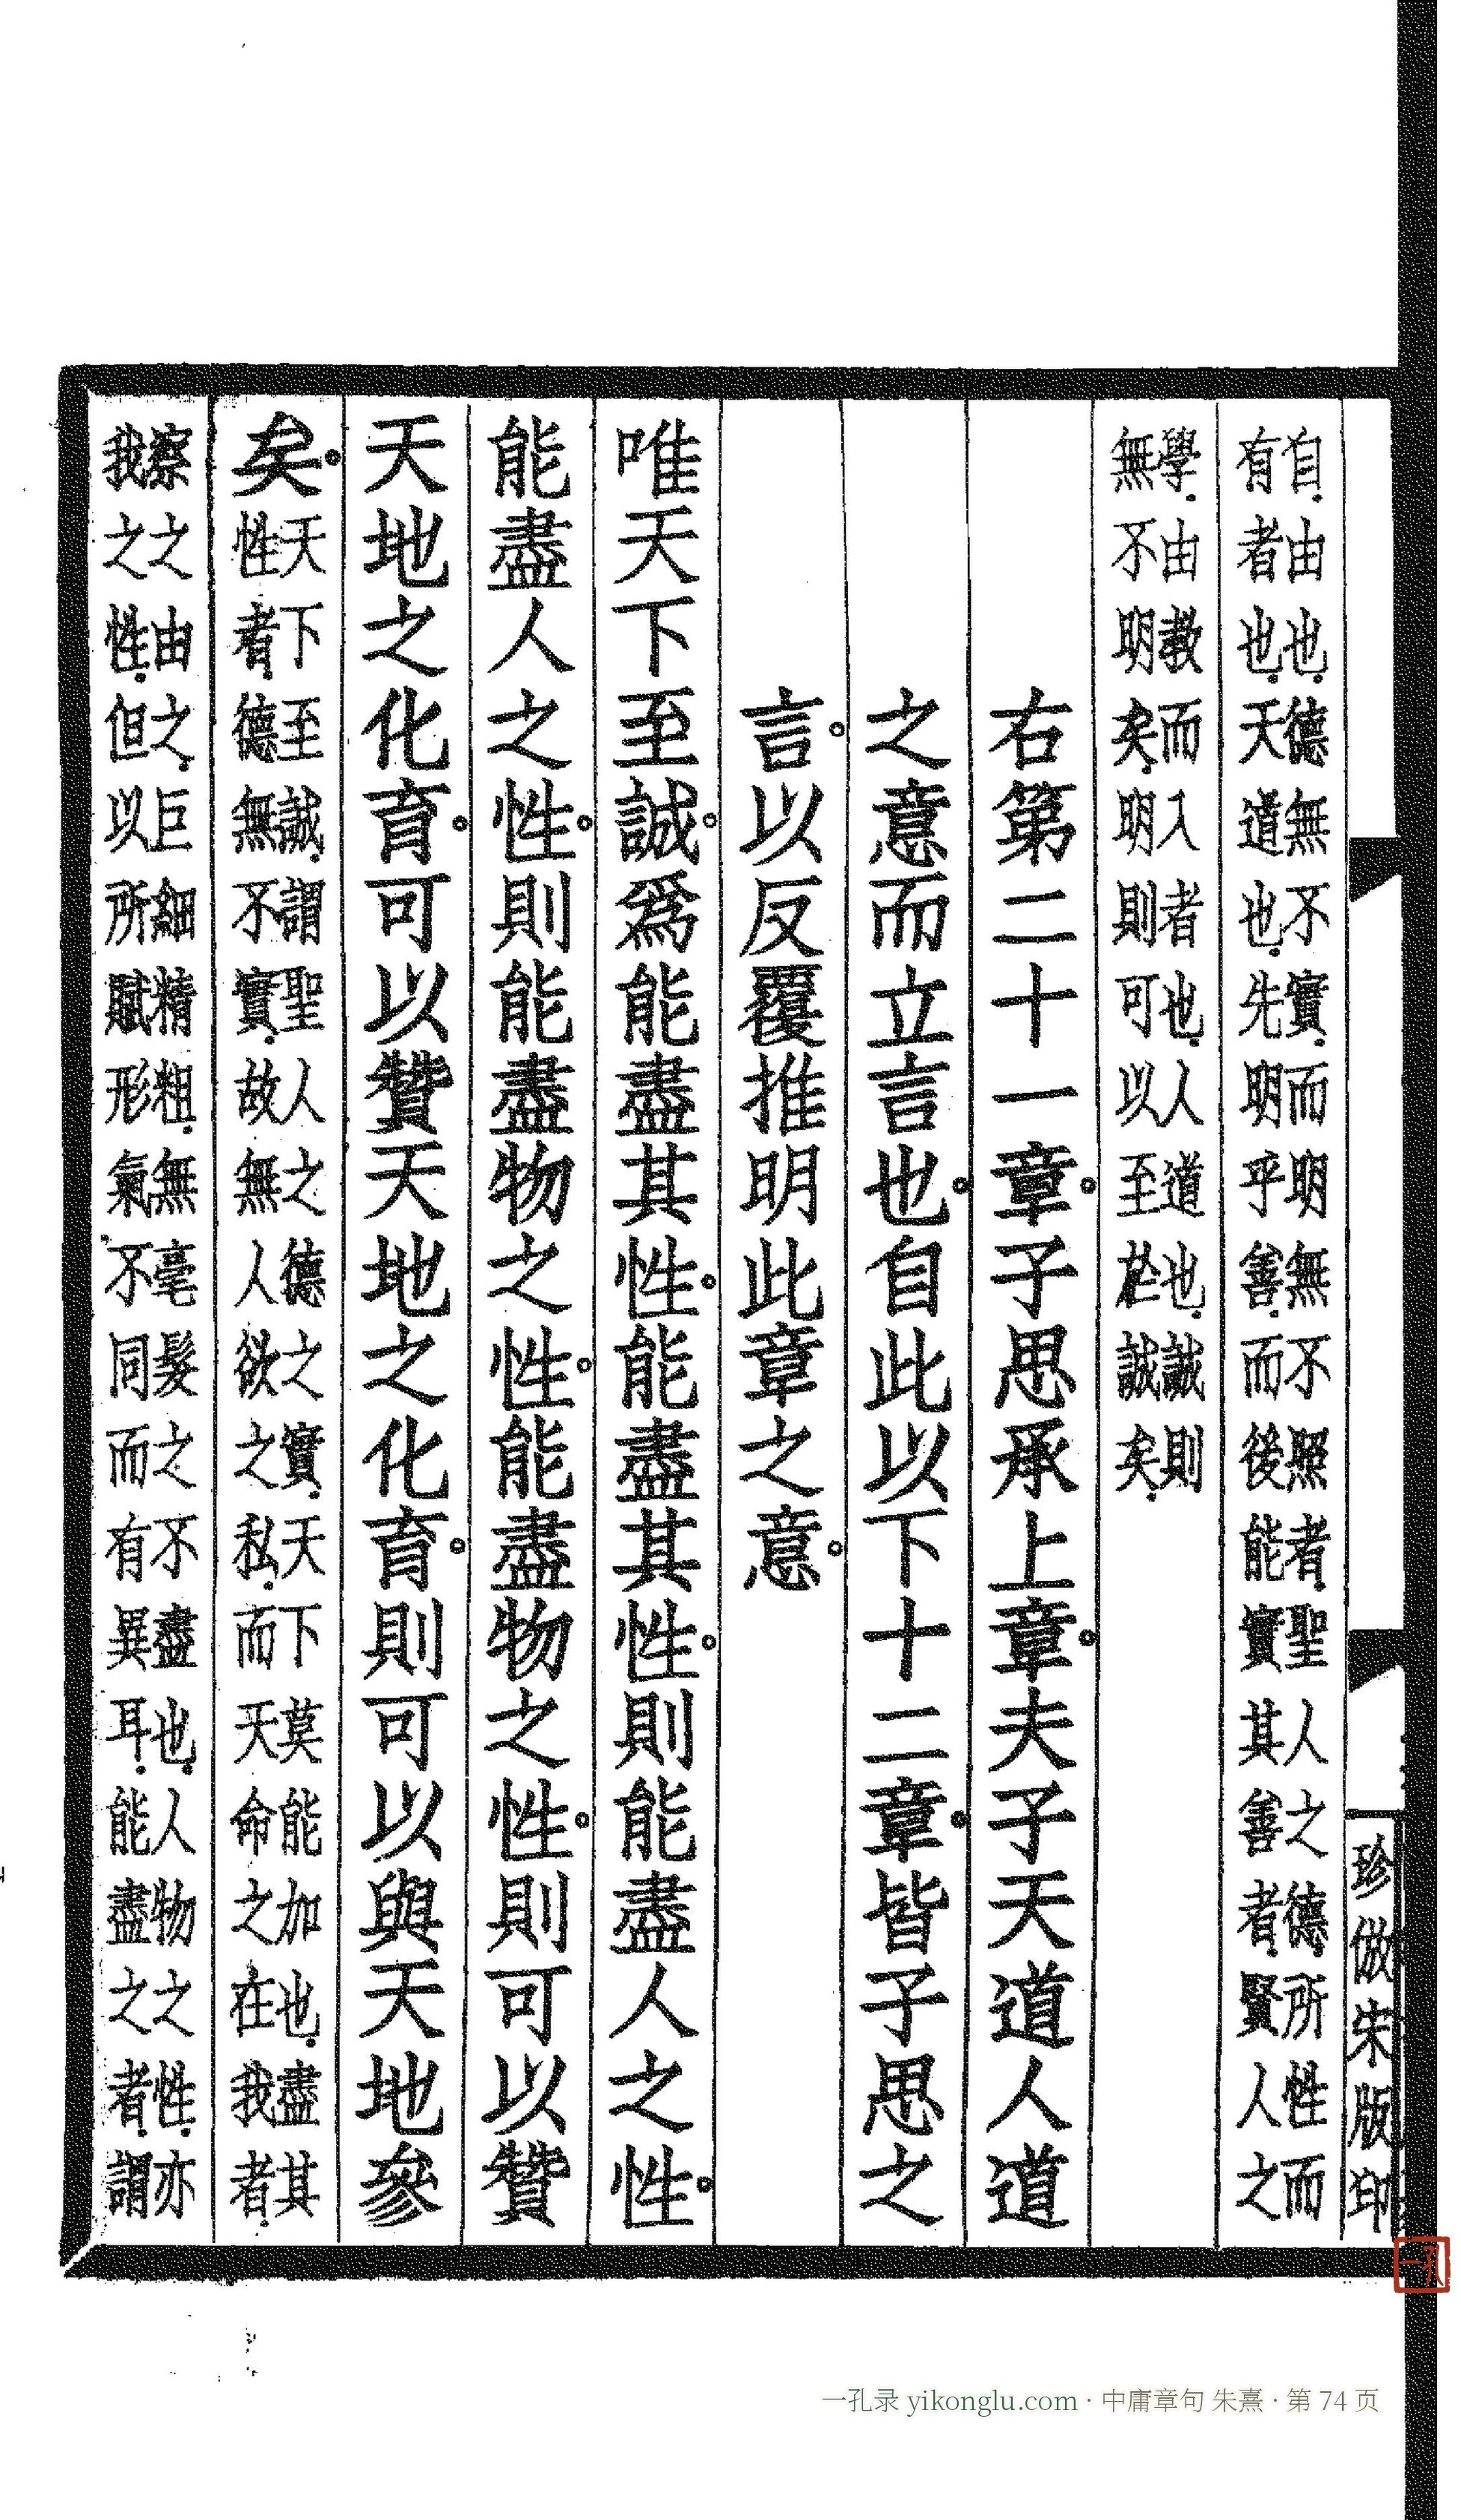 自由也德無不實而明無不照者聖人之德所性而
有者也天道也先明乎善而後能實其善者賢人之
學由教而入者也人道也誠則
無不明矣明則可以至於誠矣
右第二十一章子思承上章夫子天道人道
之意而立言也自此以下十二章皆子思之
言以反覆推明此章之意
唯天下至誠爲能盡其性能盡其性則能盡人之性
能盡人之性則能盡物之性能盡物之性則可以贊
天地之化育可以贊天地之化育則可以與天地參
矣
天下至誠謂聖人之德之實天下莫能加也盡其
性者德無不實故無人欲之私而天命之在我者
察之由之巨細精粗無毫髮之不盡也人物之性亦
我之性但以所賦形氣不同而有異耳能盡之者謂
珍倣宋版印
一孔
一孔录 yikonglu.com · 中庸章句 朱熹 · 第 74 页